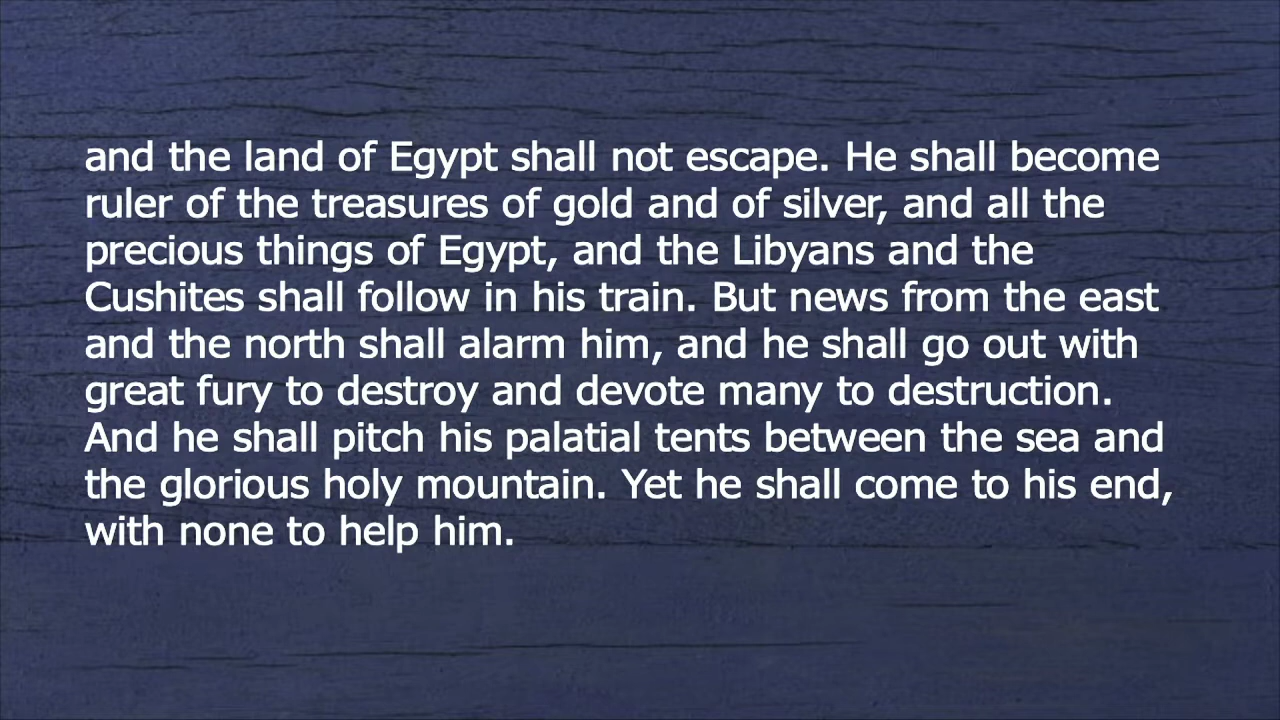 and the land of Egypt shall not escape. He shall become
ruler of the treasures of gold and of silver, and all the
precious things of Egypt, and the Libyans and the
Cushites shall follow in his train. But news from the east
and the north shall alarm him, and he shall go out with
great fury to destroy and devote many to destruction.
And he shall pitch his palatial tents between the sea and
the glorious holy mountain. Yet he shall come to his end,
with none to help him.